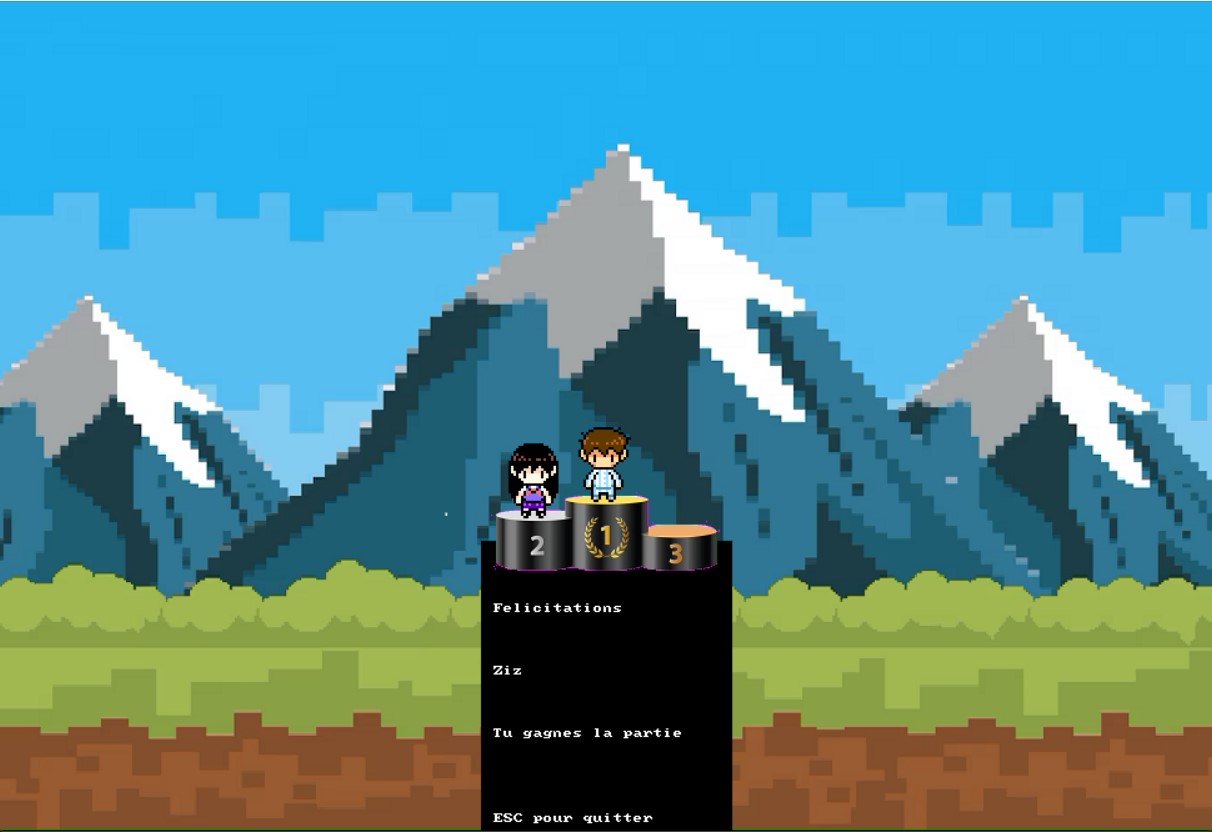 2 1 3
Felicitations
Ziz
Tu gagnes la partie
ESC pour quitter